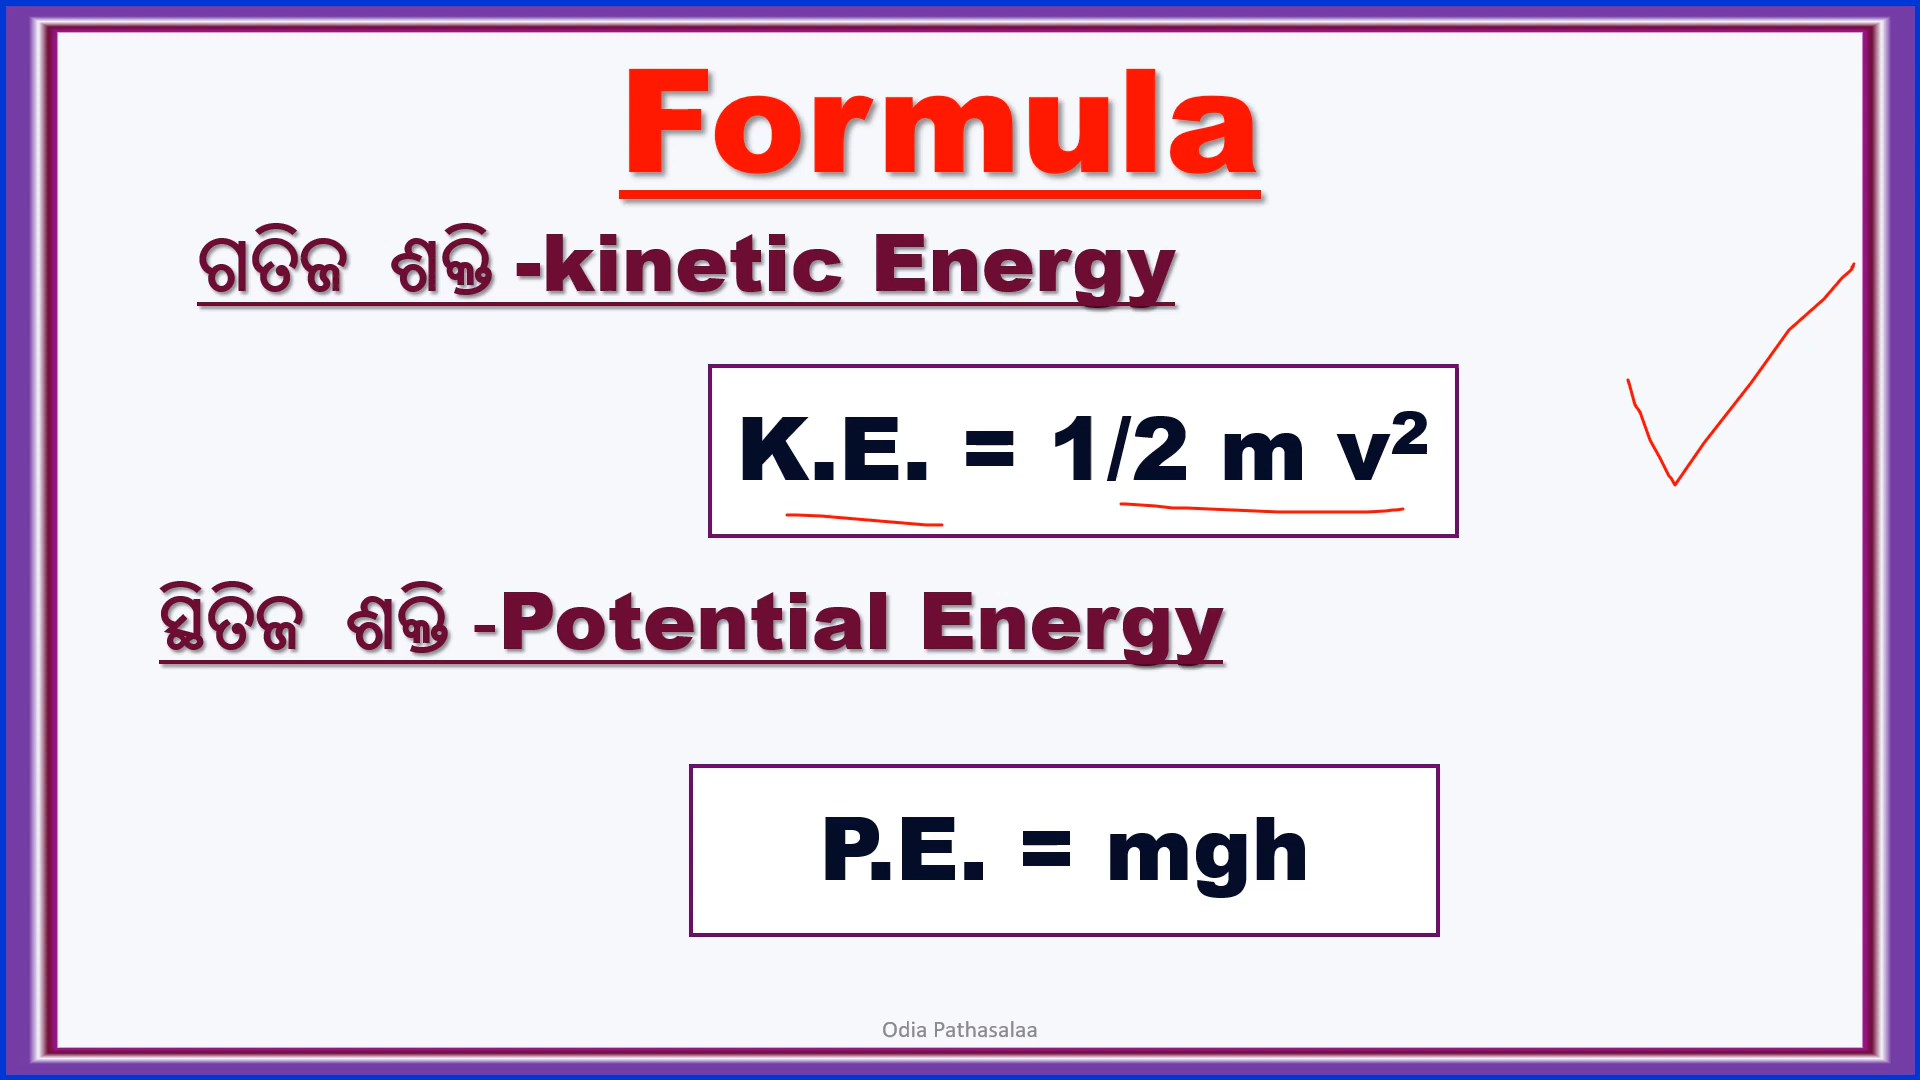 Formula
ଗତିଜ ଶକ୍ତି -kinetic Energy
K.E. = 1/2 m v²
ସ୍ଥିତିଜ ଶକ୍ତି -Potential Energy
P.E. = mgh
Odia Pathasalaa